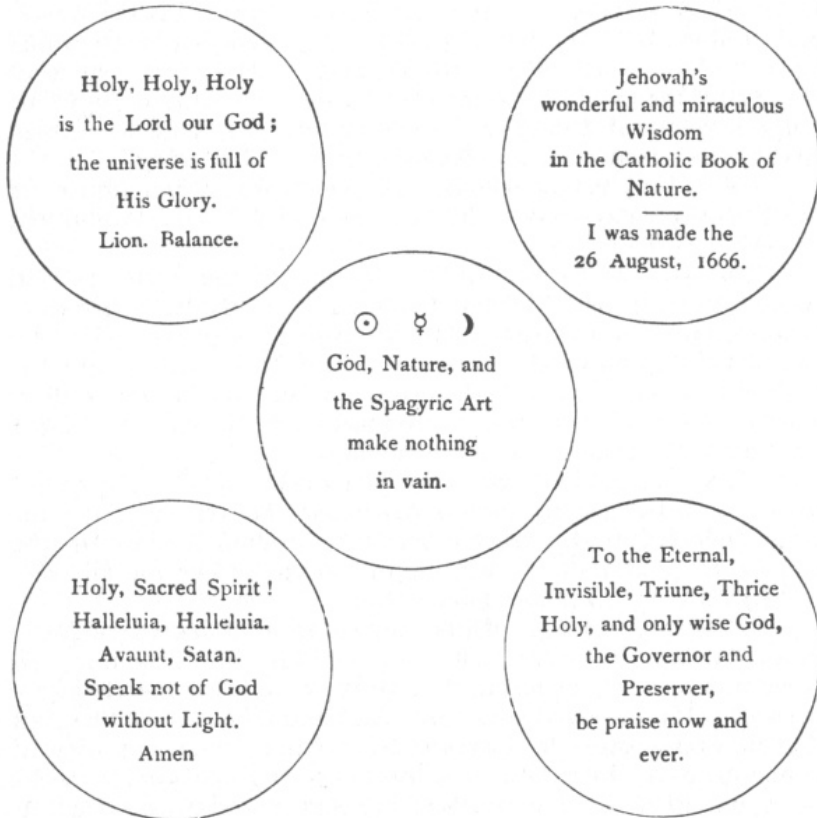 Holy, Holy, Holy
is the Lord our God;
the universe is full of
His Glory.
Lion. Balance.
Jehovah's
wonderful and miraculous
Wisdom
in the Catholic Book of
Nature.
I was made the
26 August, 1666.
☉ ☿ ☽
God, Nature, and
the Spagyric Art
make nothing
in vain.
Holy, Sacred Spirit!
Halleluia, Halleluia.
Avaunt, Satan.
Speak not of God
without Light.
Amen
To the Eternal,
Invisible, Triune, Thrice
Holy, and only wise God,
the Governor and
Preserver,
be praise now and
ever.